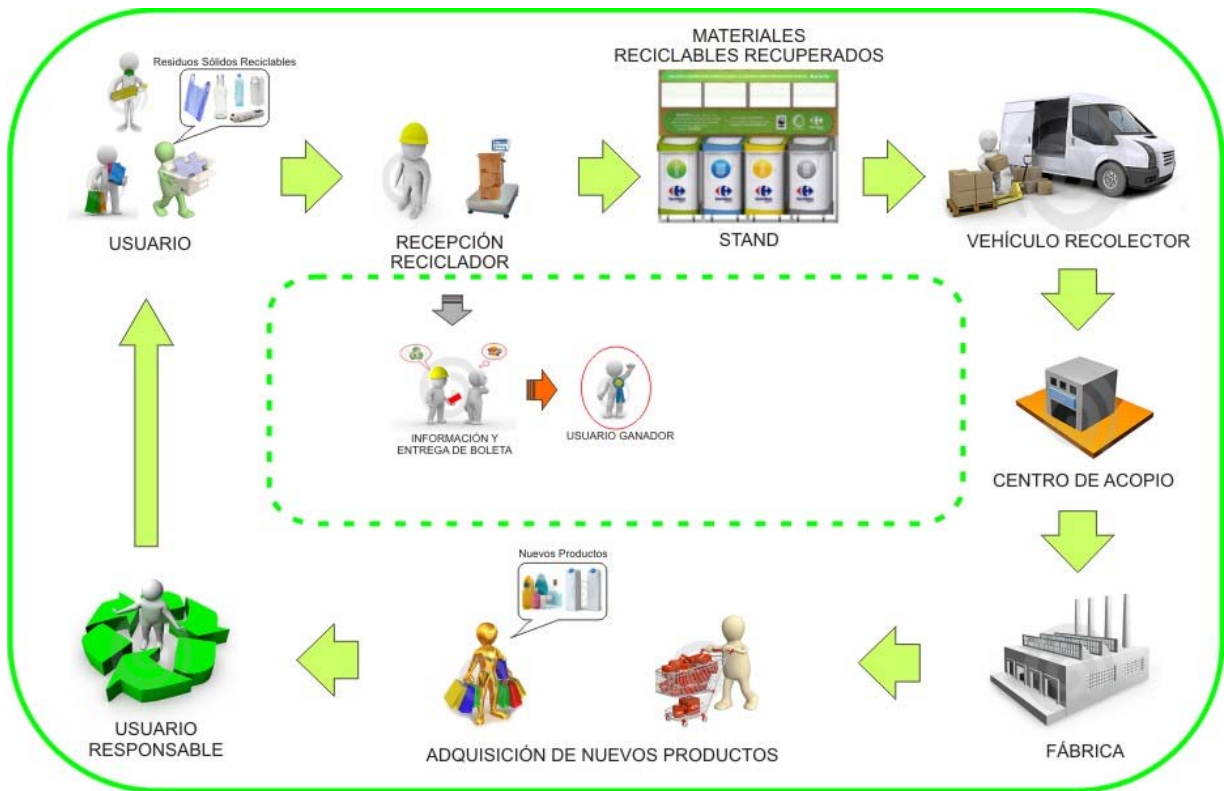 MATERIALES
RECICLABLES RECUPERADOS
Residuos Sólidos Reciclables
USUARIO
RECEPCIÓN
RECICLADOR
STAND
VEHÍCULO RECOLECTOR
INFORMACIÓN Y
ENTREGA DE BOLETA
USUARIO GANADOR
CENTRO DE ACOPIO
Nuevos Productos
USUARIO
RESPONSABLE
ADQUISICIÓN DE NUEVOS PRODUCTOS
FÁBRICA